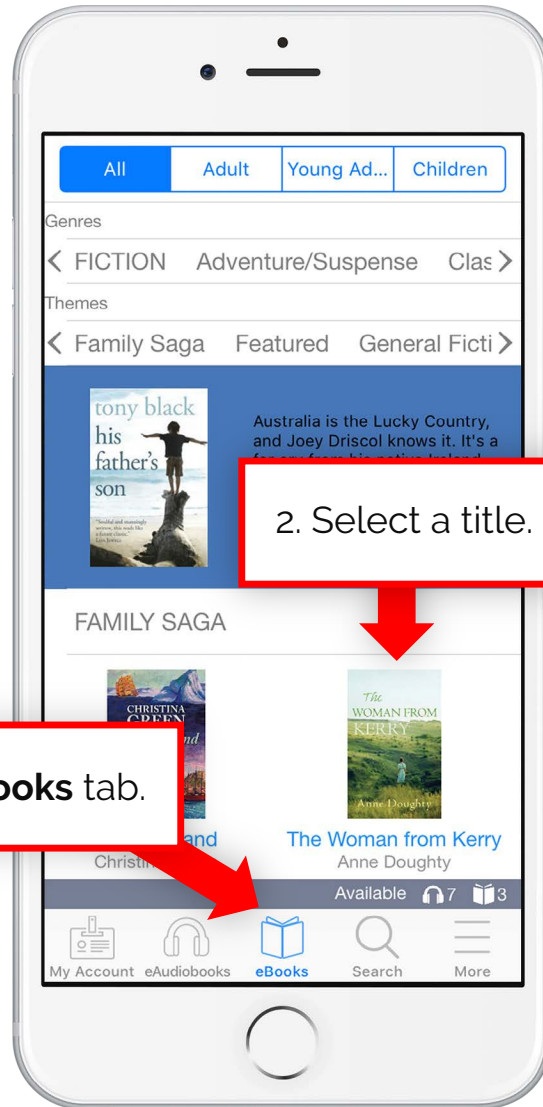 All Adult Young Ad... Children
Genres
FICTION Adventure/Suspense Clas
Themes
Family Saga Featured General Ficti
tony black
his
father's
son
Australia is the Lucky Country,
and Joey Driscol knows it. It's a
2. Select a title.
FAMILY SAGA
CHRISTINA
GREEN
The
WOMAN FROM
KERRY
Anne Doughty
ooks tab.
and
The Woman from Kerry
Christin
Anne Doughty
Available 7 3
My Account eAudiobooks eBooks Search More